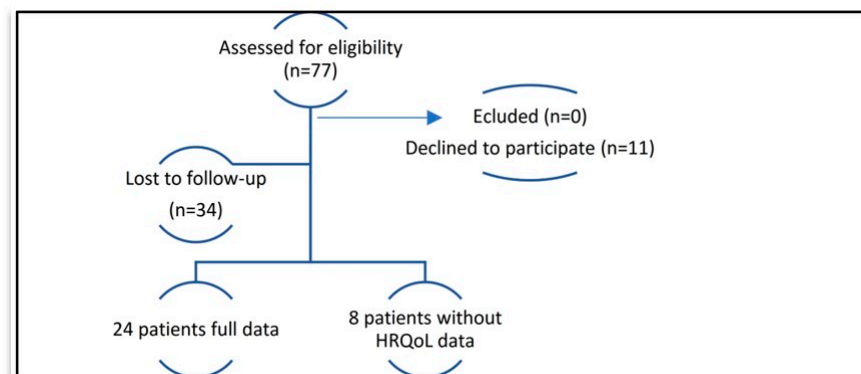 Assessed for eligibility
(n=77)
Ecluded (n=0)
Declined to participate (n=11)
Lost to follow-up
(n=34)
24 patients full data
8 patients without
HRQoL data